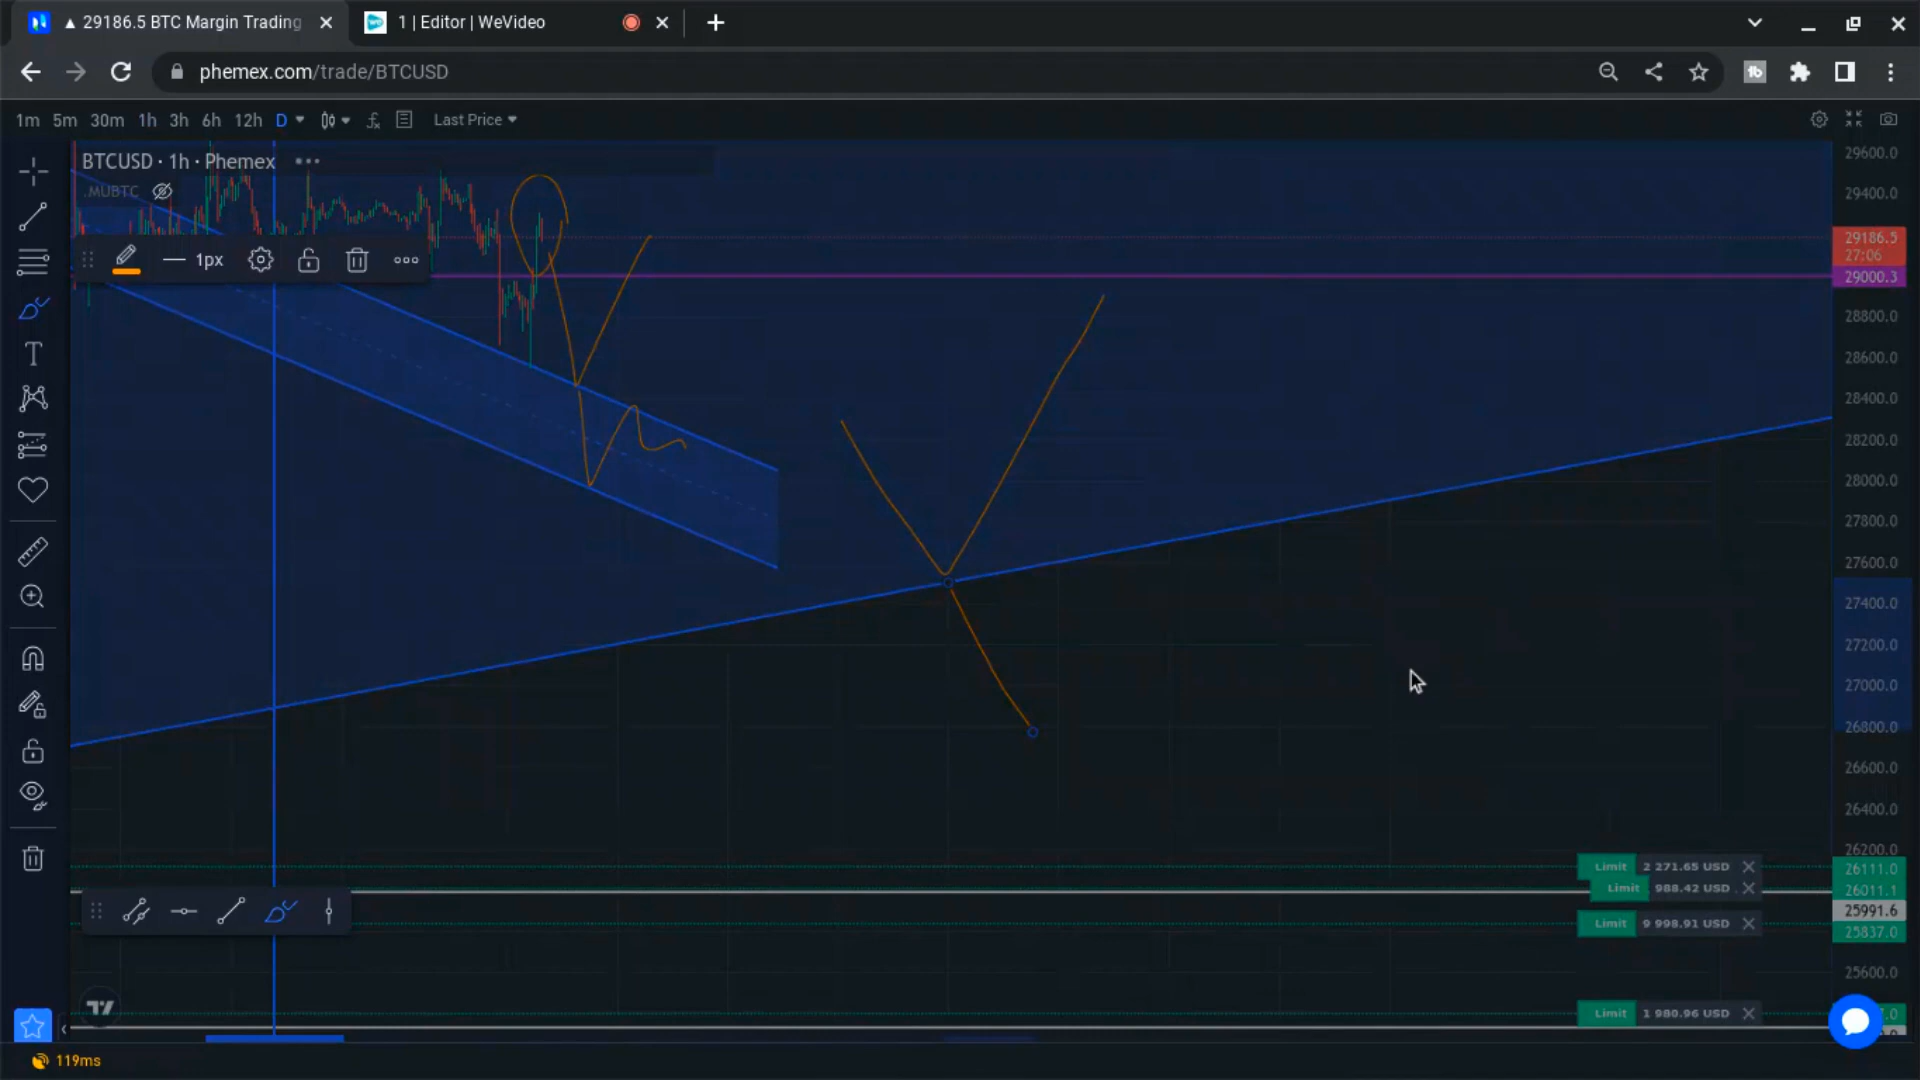 ▲ 29186.5 BTC Margin Trading
1 | Editor | WeVideo
phemex.com/trade/BTCUSD
1m 5m 30m 1h 3h 6h 12h D Last Price
BTCUSD · 1h · Phemex
.MUBTC
1px
T
29600.0
29400.0
29186.5
27:06
29000.3
28800.0
28600.0
28400.0
28200.0
28000.0
27800.0
27600.0
27400.0
27200.0
27000.0
26800.0
26600.0
26400.0
26200.0
Limit 2 271.65 USD
26111.0
Limit 988.42 USD
26011.1
25991.6
Limit 9 998.91 USD
25837.0
25600.0
Limit 1 980.96 USD
119ms